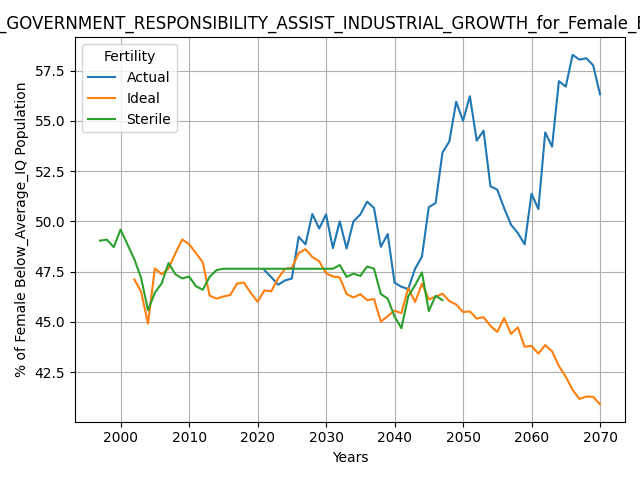 _GOVERNMENT_RESPONSIBILITY_ASSIST_INDUSTRIAL_GROWTH_for_Female_B
Fertility
Actual
Ideal
Sterile
% of Female Below_Average_IQ Population
57.5
55.0
52.5
50.0
47.5
45.0
42.5
2000
2010
2020
2030
2040
2050
2060
2070
Years